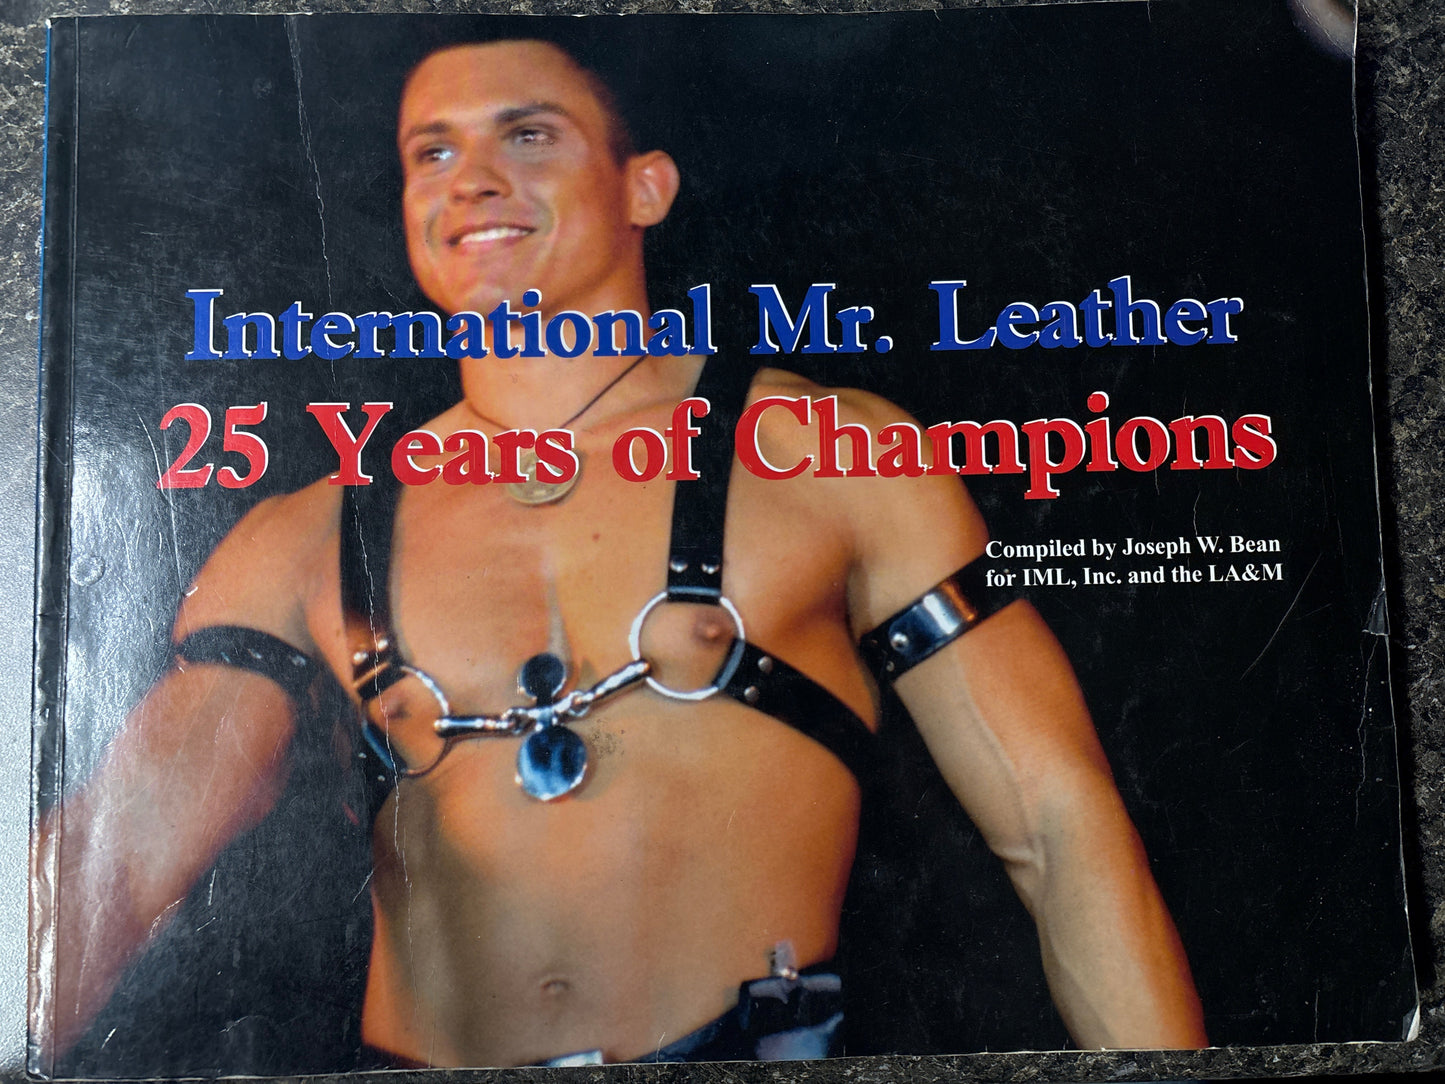 International Mr. Leather
25 Years of Champions
Compiled by Joseph W. Bean
for IML, Inc. and the LA&M